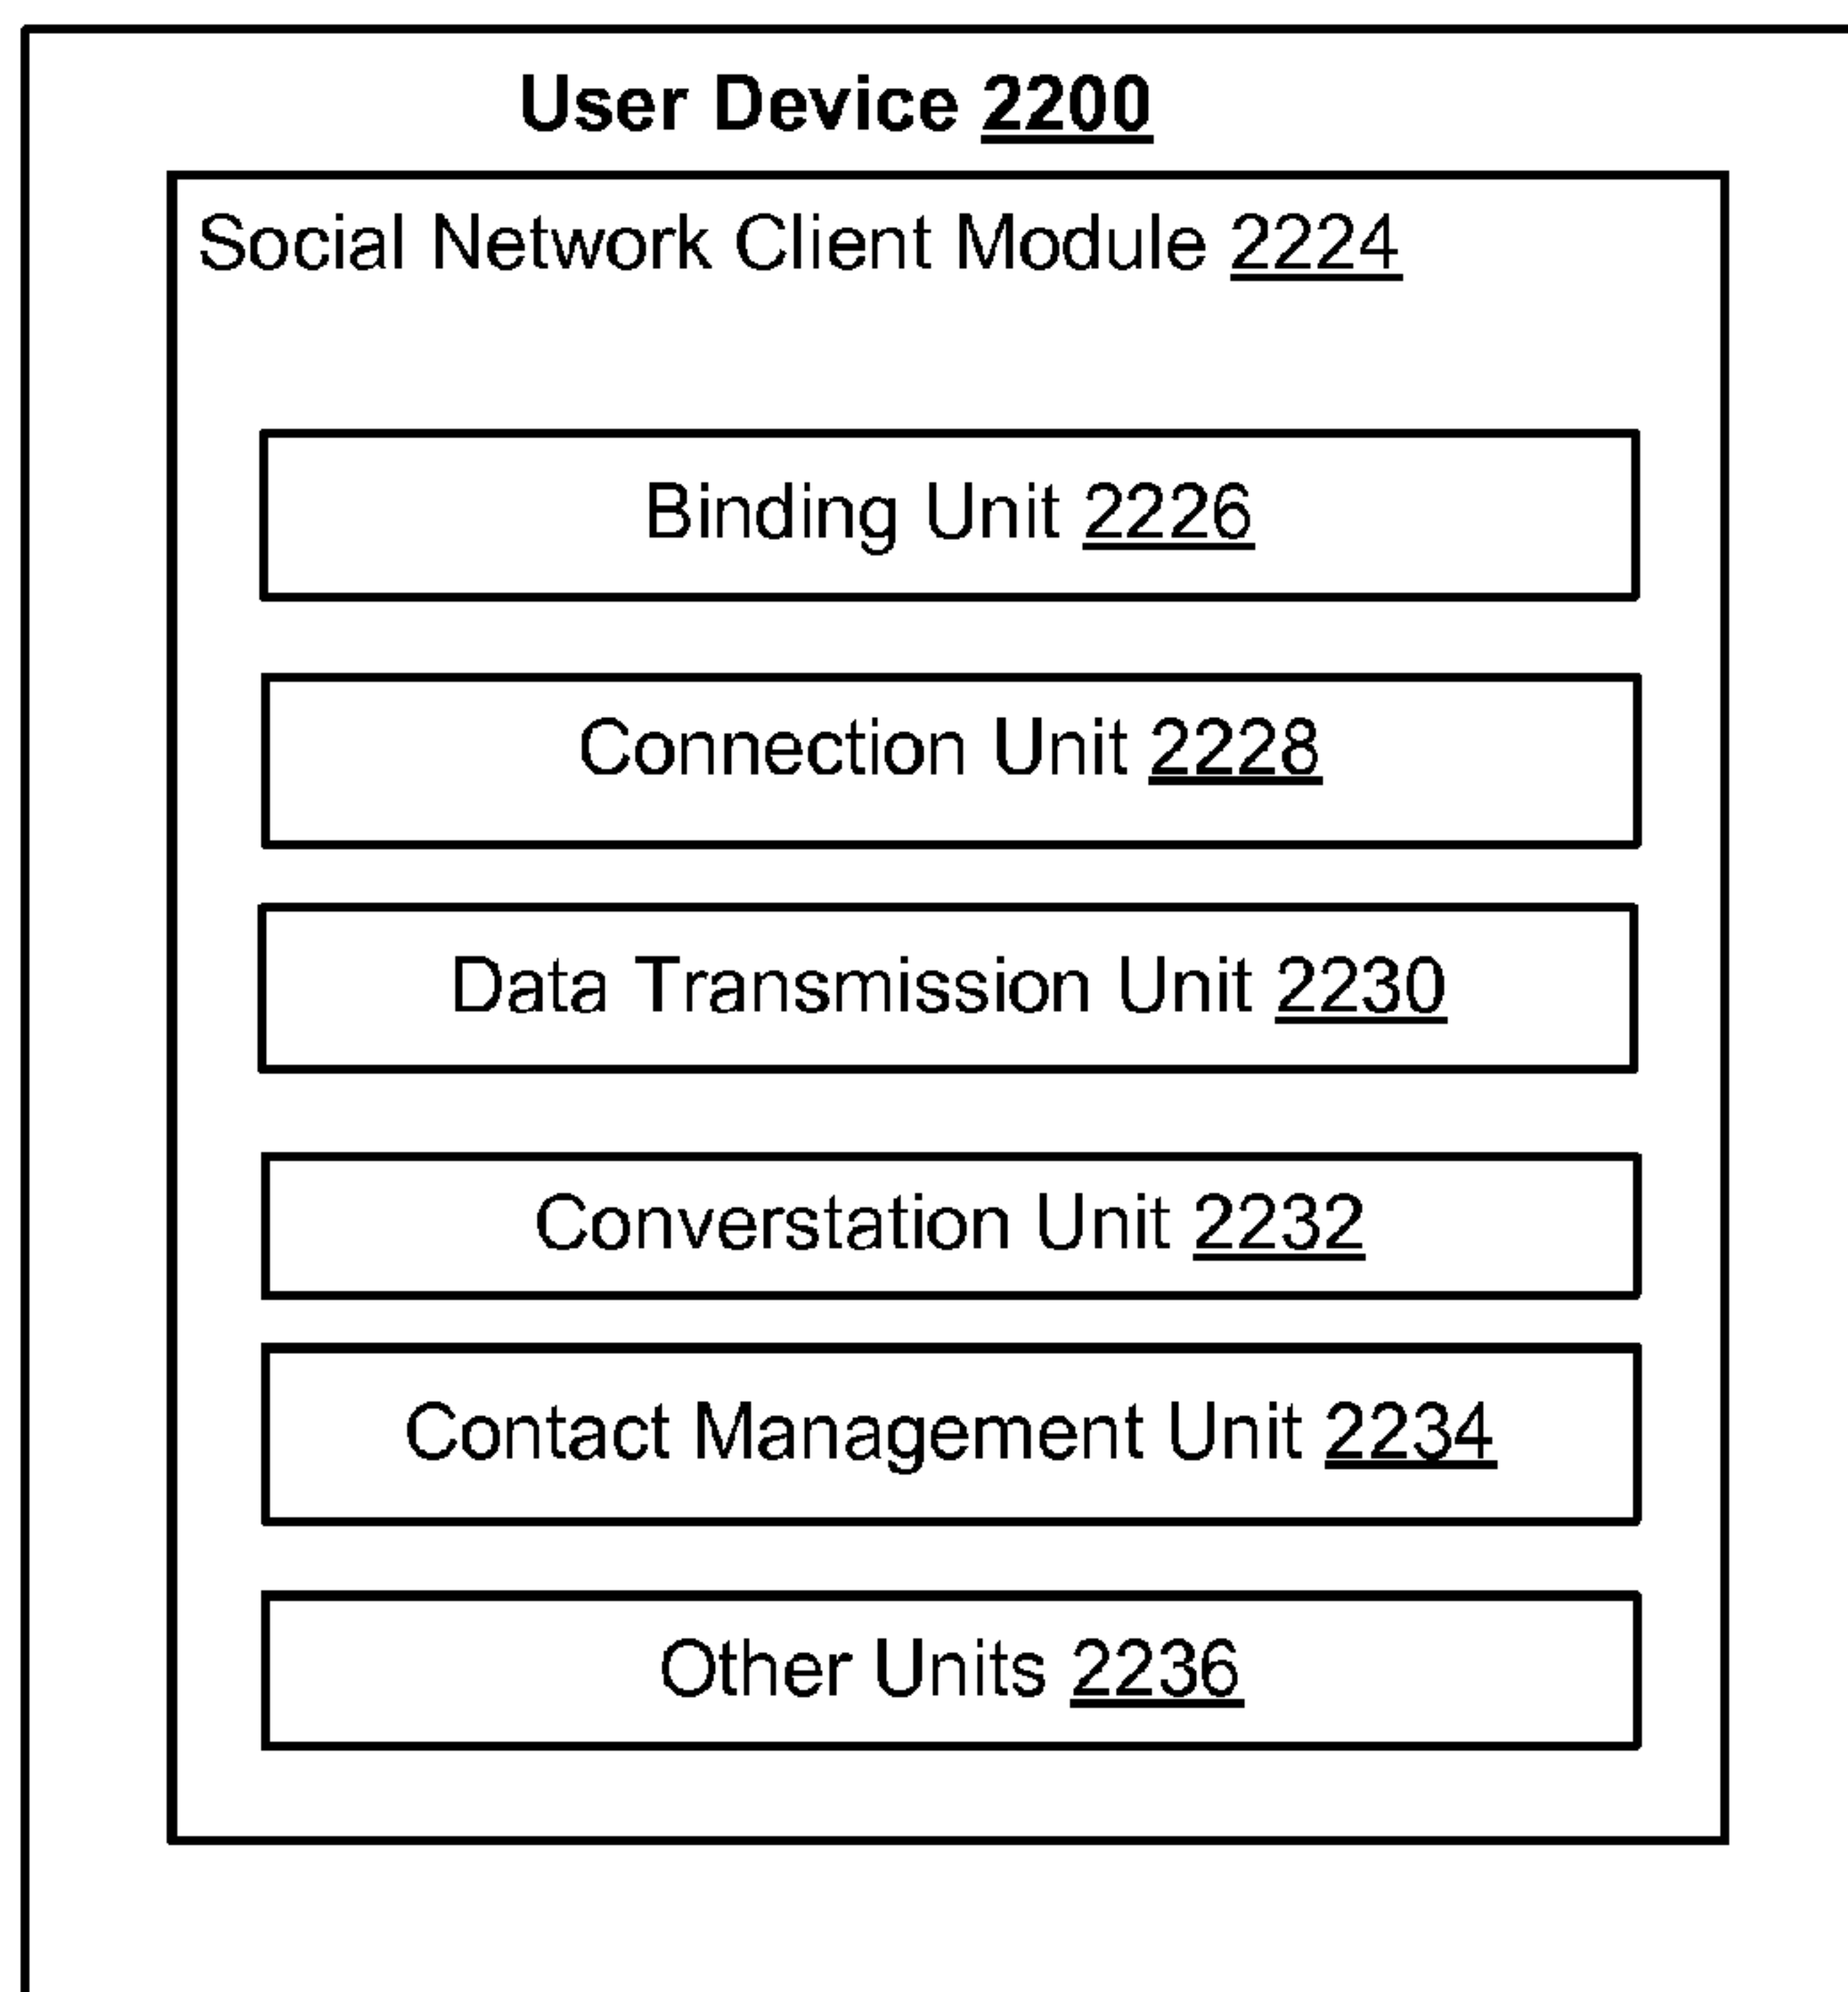 User Device 2200
Social Network Client Module 2224
Binding Unit 2226
Connection Unit 2228
Data Transmission Unit 2230
Converstation Unit 2232
Contact Management Unit 2234
Other Units 2236